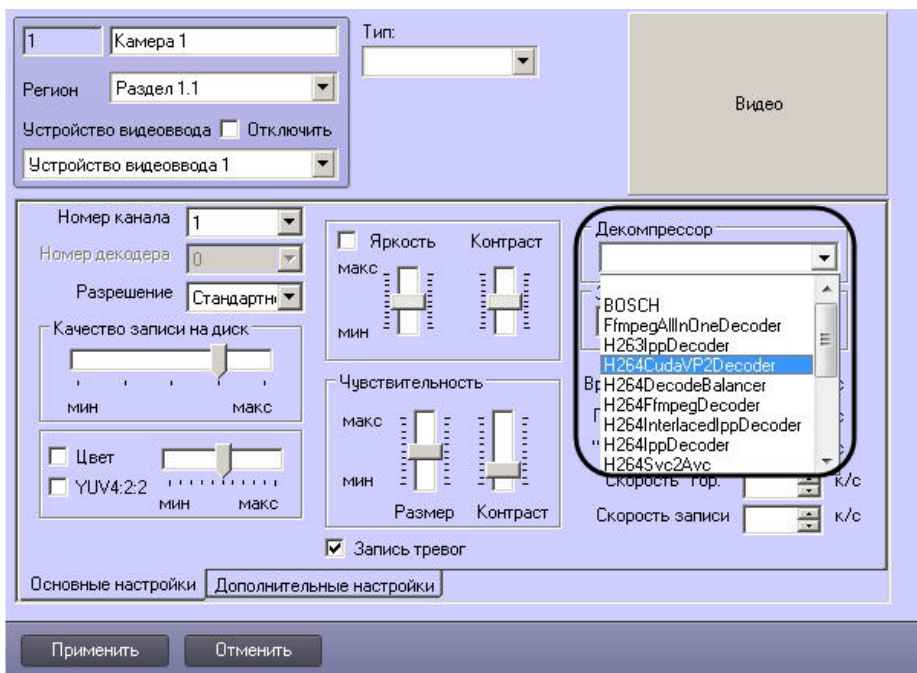 1
Камера 1
Тип:
Регион
Раздел 1.1
Устройство видеоввода
Отключить
Устройство видеоввода 1
Видео
Номер канала
1
Номер декодера
0
Разрешение
Стандартн
Качество записи на диск
мин
макс
Цвет
YUV4:2:2
мин
макс
Яркость
Контраст
макс
мин
Чувствительность
макс
мин
Размер
Контраст
Запись тревог
Декомпрессор
BOSCH
FfmpegAllInOneDecoder
H263IppDecoder
H264CudaVP2Decoder
H264DecodeBalancer
H264FfmpegDecoder
H264InterlacedIppDecoder
H264IppDecoder
H264Svc2Avc
Скорость "Гор."
к/с
Скорость записи
к/с
Основные настройки
Дополнительные настройки
Применить
Отменить